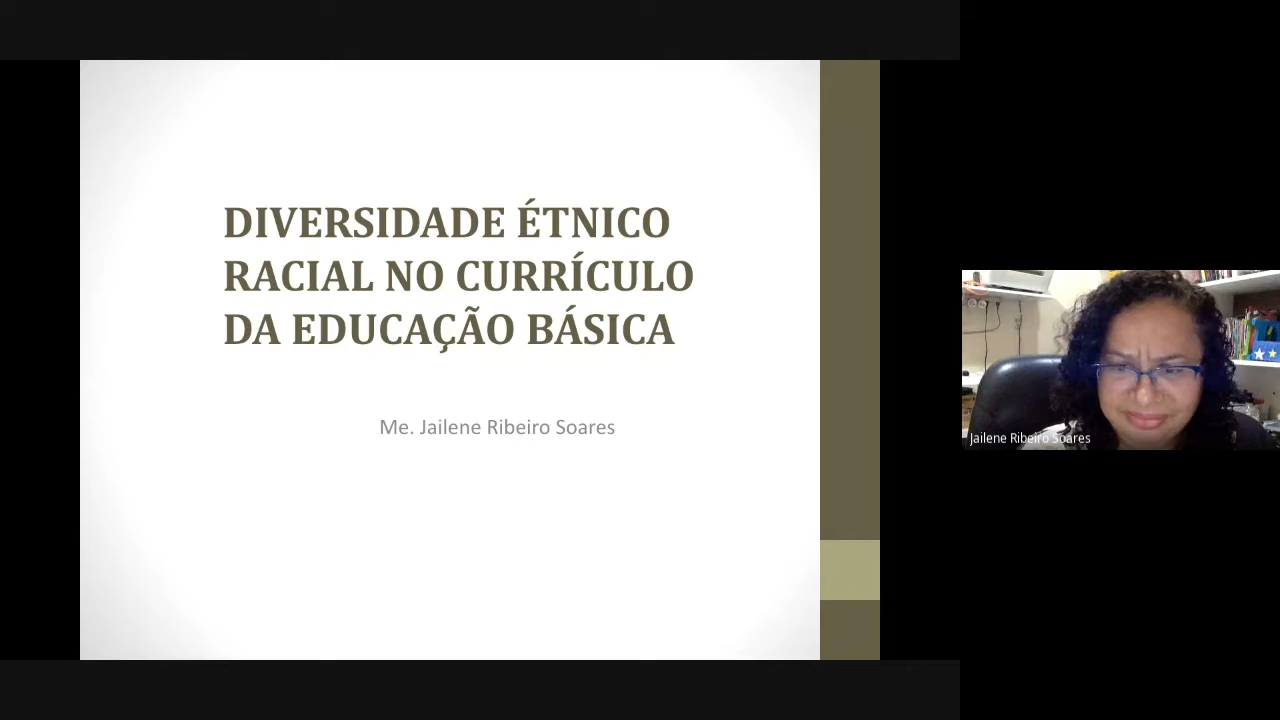 DIVERSIDADE ÉTNICO
RACIAL NO CURRÍCULO
DA EDUCAÇÃO BÁSICA
Me. Jailene Ribeiro Soares
Jailene Ribeiro Soares